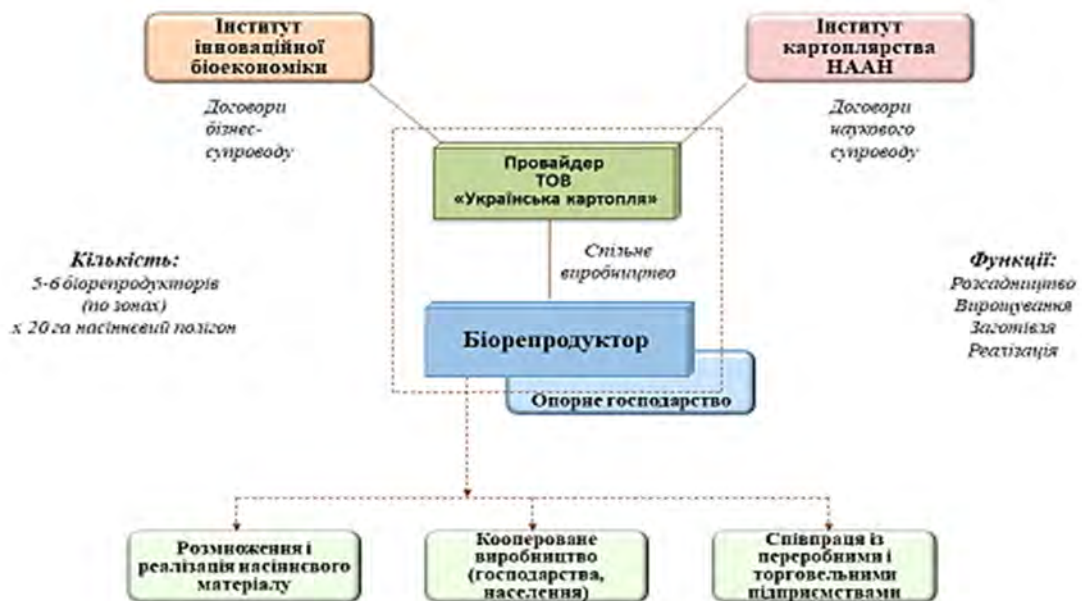 Інститут
інноваційної
біоекономіки
Інститут
картоплярства
НААН
Договори
бізнес-
супроводу
Договори
наукового
супроводу
Провайдер
ТОВ
«Українська картопля»
Спільне
виробництво
Кількість:
5-6 біорепродукторів
(по зонах)
х 20 га насіннєвий полігон
Функції:
Розсадництво
Вирощування
Заготівля
Реалізація
Біорепродуктор
Опорне господарство
Розмноження і
реалізація насіннєвого
матеріалу
Коопероване
виробництво
(господарства,
населення)
Співпраця із
переробними і
торговельними
підприємствами